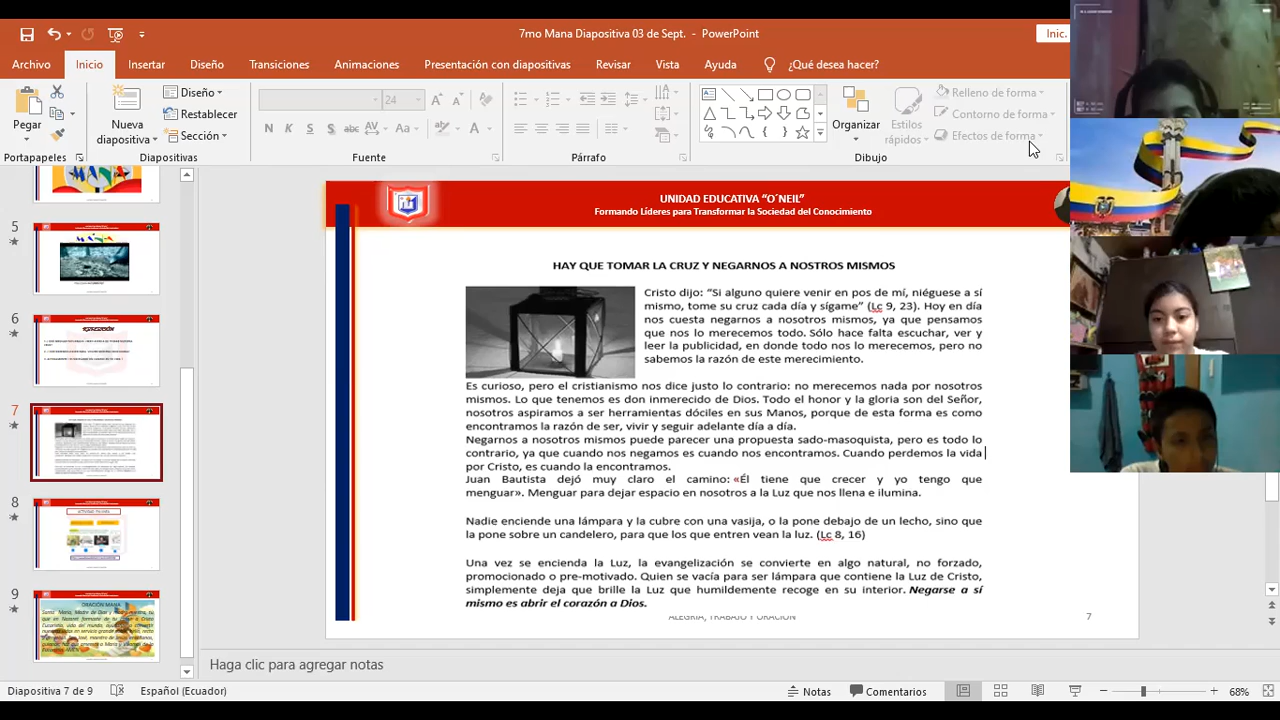 7mo Mana Diapositiva 03 de Sept. - PowerPoint
Inic.
Archivo Inicio Insertar Diseño Transiciones Animaciones Presentación con diapositivas Revisar Vista Ayuda ¿Qué desea hacer?
Pegar
Nueva diapositiva
Diseño
Restablecer
Sección
24
N K S S abc AV Aa
Organizar
Estilos rápidos
Relleno de forma
Contorno de forma
Efectos de forma
Portapapeles Diapositivas Fuente Párrafo Dibujo
5
6
7
8
9
ORACIÓN MANA
UNIDAD EDUCATIVA “O´NEIL”
Formando Líderes para Transformar la Sociedad del Conocimiento
HAY QUE TOMAR LA CRUZ Y NEGARNOS A NOSTROS MISMOS
Cristo dijo: “Si alguno quiere venir en pos de mí, niéguese a sí
mismo, tome su cruz cada día y sígame” (Lc 9, 23). Hoy en día
nos cuesta negarnos a nosotros mismos, ya que pensamos
que nos lo merecemos todo. Sólo hace falta escuchar, ver y
leer la publicidad, en donde todo nos lo merecemos, pero no
sabemos la razón de este merecimiento.
Es curioso, pero el cristianismo nos dice justo lo contrario: no merecemos nada por nosotros
mismos. Lo que tenemos es don inmerecido de Dios. Todo el honor y la gloria son del Señor,
nosotros aspiramos a ser herramientas dóciles en sus Manos. Porque de esta forma es como
encontramos la razón de ser, vivir y seguir adelante día a día.
Negarnos a nosotros mismos puede parecer una propuesta sado-masoquista, pero es todo lo
contrario, ya que cuando nos negamos es cuando nos encontramos. Cuando perdemos la vida
por Cristo, es cuando la encontramos.
Juan Bautista dejó muy claro el camino: «Él tiene que crecer y yo tengo que
menguar». Menguar para dejar espacio en nosotros a la Luz que nos llena e ilumina.
Nadie enciende una lámpara y la cubre con una vasija, o la pone debajo de un lecho, sino que
la pone sobre un candelero, para que los que entren vean la luz. (Lc 8, 16)
Una vez se encienda la Luz, la evangelización se convierte en algo natural, no forzado,
promocionado o pre-motivado. Quien se vacía para ser lámpara que contiene la Luz de Cristo,
simplemente deja que brille la Luz que humildemente recoge en su interior. Negarse a sí
mismo es abrir el corazón a Dios.
ALEGRÍA, TRABAJO Y ORACIÓN
7
Haga clic para agregar notas
Diapositiva 7 de 9 Español (Ecuador) Notas Comentarios 68%